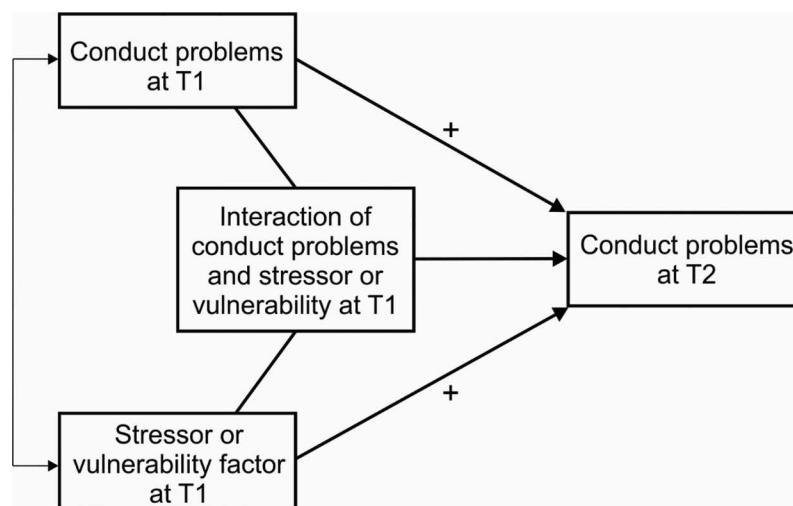 Conduct problems
at T1
+
Interaction of
conduct problems
and stressor or
vulnerability at T1
Conduct problems
at T2
+
Stressor or
vulnerability factor
at T1